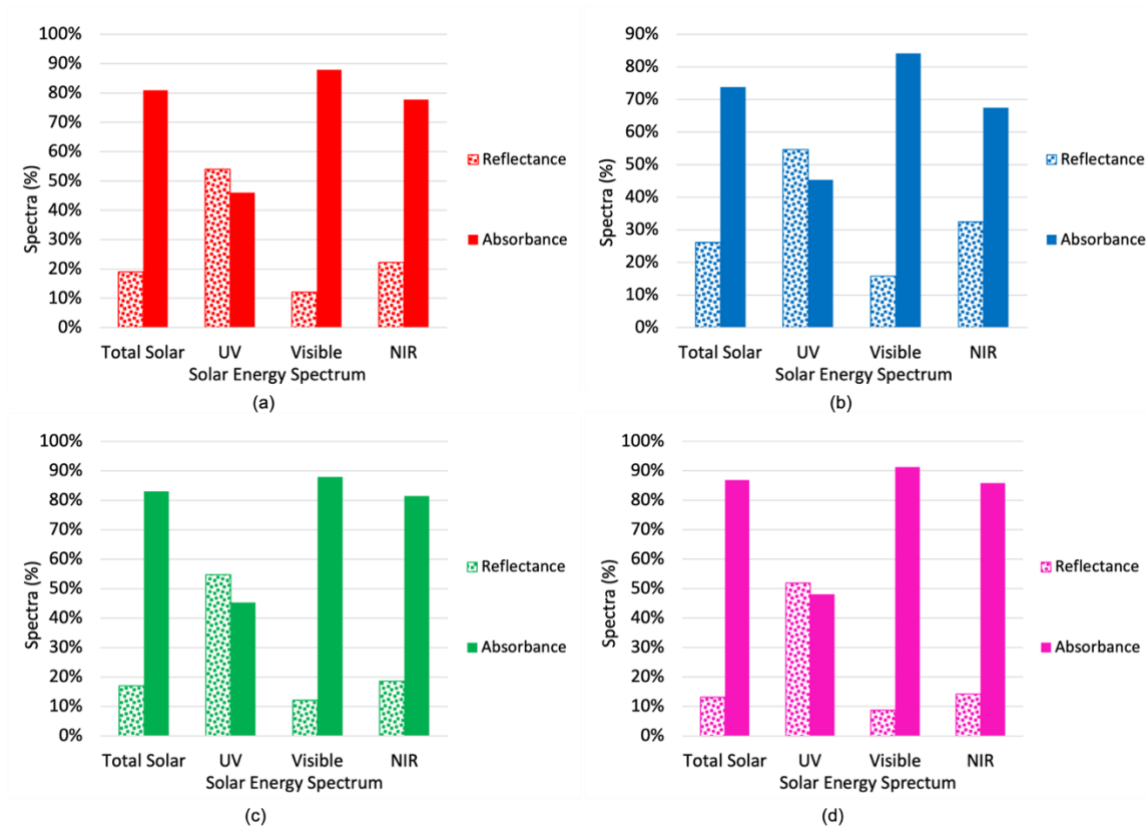 100%
90%
80%
70%
60%
50%
40%
30%
20%
10%
0%
Spectra (%)
Total Solar UV Visible NIR
Solar Energy Spectrum
Reflectance
Absorbance
(a)
90%
80%
70%
60%
50%
40%
30%
20%
10%
0%
Spectra (%)
Total Solar UV Visible NIR
Solar Energy Spectrum
Reflectance
Absorbance
(b)
100%
90%
80%
70%
60%
50%
40%
30%
20%
10%
0%
Spectra (%)
Total Solar UV Visible NIR
Solar Energy Spectrum
Reflectance
Absorbance
(c)
100%
90%
80%
70%
60%
50%
40%
30%
20%
10%
0%
Spectra (%)
Total Solar UV Visible NIR
Solar Energy Spectrum
Reflectance
Absorbance
(d)